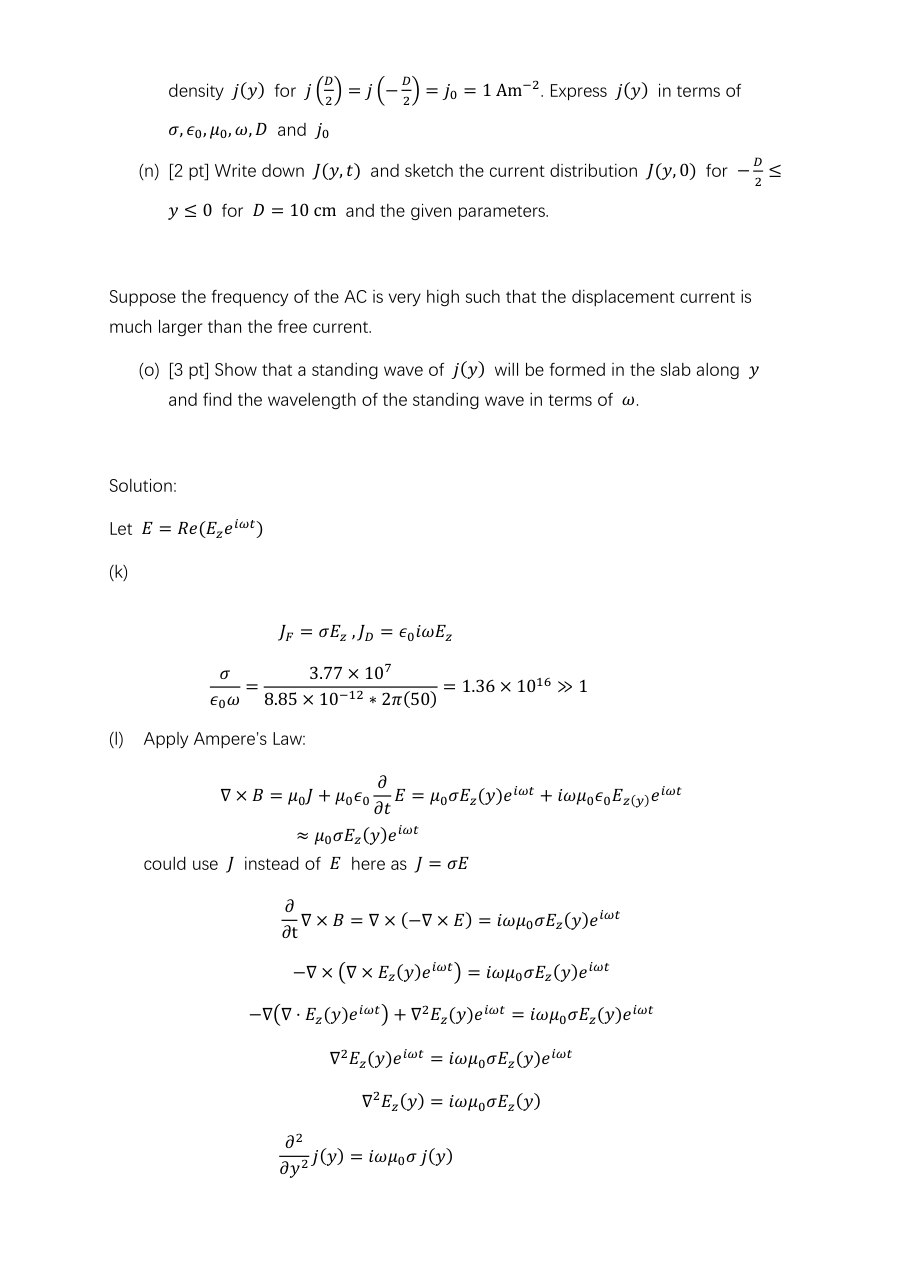 density j(y) for j(D/2) = j(−D/2) = j₀ = 1 Am⁻². Express j(y) in terms of
σ, ϵ₀, μ₀, ω, D and j₀
(n) [2 pt] Write down J(y, t) and sketch the current distribution J(y, 0) for −D/2 ≤
y ≤ 0 for D = 10 cm and the given parameters.
Suppose the frequency of the AC is very high such that the displacement current is
much larger than the free current.
(o) [3 pt] Show that a standing wave of j(y) will be formed in the slab along y
and find the wavelength of the standing wave in terms of ω.
Solution:
Let E = Re(E_z e^{iωt})
(k)
J_F = σE_z , J_D = ϵ₀iωE_z
σ/(ϵ₀ω) = (3.77 × 10⁷)/(8.85 × 10⁻¹² * 2π(50)) = 1.36 × 10¹⁶ ≫ 1
(l) Apply Ampere's Law:
∇ × B = μ₀J + μ₀ϵ₀ ∂/∂t E = μ₀σE_z(y)e^{iωt} + iωμ₀ϵ₀E_{z(y)}e^{iωt}
≈ μ₀σE_z(y)e^{iωt}
could use J instead of E here as J = σE
∂/∂t ∇ × B = ∇ × (−∇ × E) = iωμ₀σE_z(y)e^{iωt}
−∇ × (∇ × E_z(y)e^{iωt}) = iωμ₀σE_z(y)e^{iωt}
−∇(∇ · E_z(y)e^{iωt}) + ∇²E_z(y)e^{iωt} = iωμ₀σE_z(y)e^{iωt}
∇²E_z(y)e^{iωt} = iωμ₀σE_z(y)e^{iωt}
∇²E_z(y) = iωμ₀σE_z(y)
∂²/∂y² j(y) = iωμ₀σ j(y)